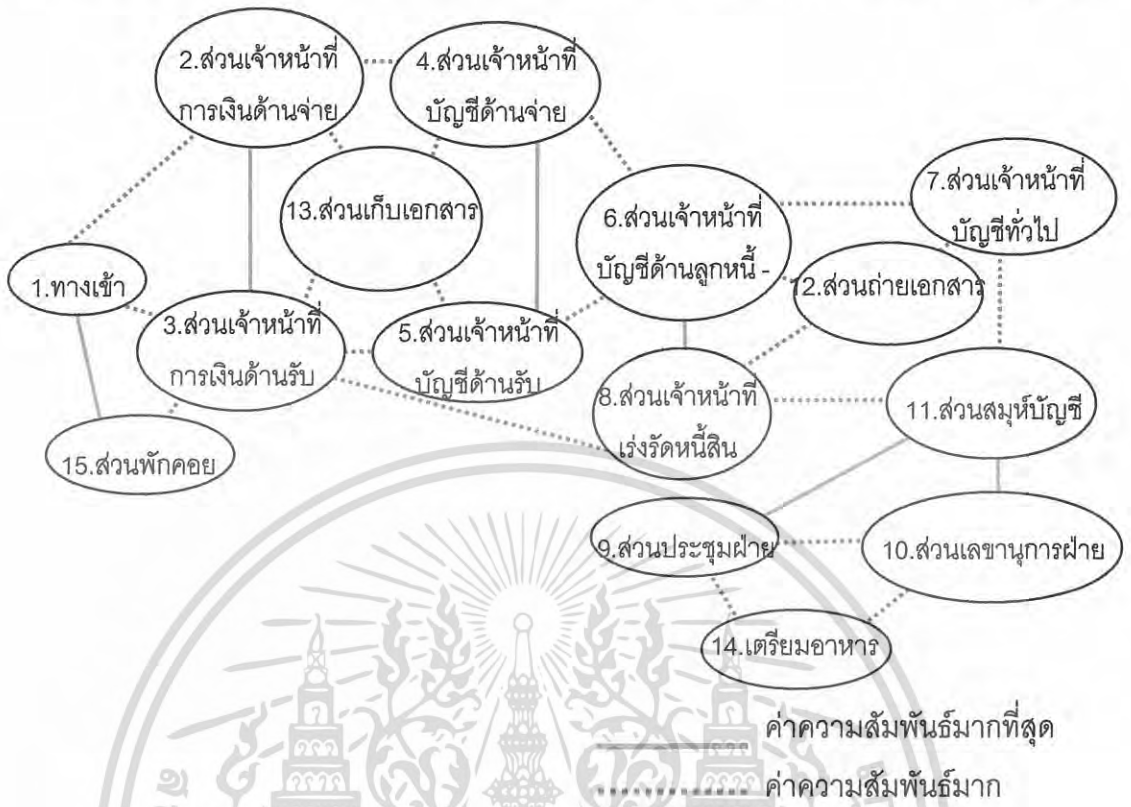 2.ส่วนเจ้าหน้าที่
การเงินด้านจ่าย
4.ส่วนเจ้าหน้าที่
บัญชีด้านจ่าย
13.ส่วนเก็บเอกสาร
6.ส่วนเจ้าหน้าที่
บัญชีด้านลูกหนี้ -
7.ส่วนเจ้าหน้าที่
บัญชีทั่วไป
1.ทางเข้า
12.ส่วนถ่ายเอกสาร
3.ส่วนเจ้าหน้าที่
การเงินด้านรับ
5.ส่วนเจ้าหน้าที่
บัญชีด้านรับ
8.ส่วนเจ้าหน้าที่
เร่งรัดหนี้สิน
11.ส่วนสมุห์บัญชี
15.ส่วนพักคอย
9.ส่วนประชุมฝ่าย
10.ส่วนเลขานุการฝ่าย
14.เตรียมอาหาร
ค่าความสัมพันธ์มากที่สุด
ค่าความสัมพันธ์มาก